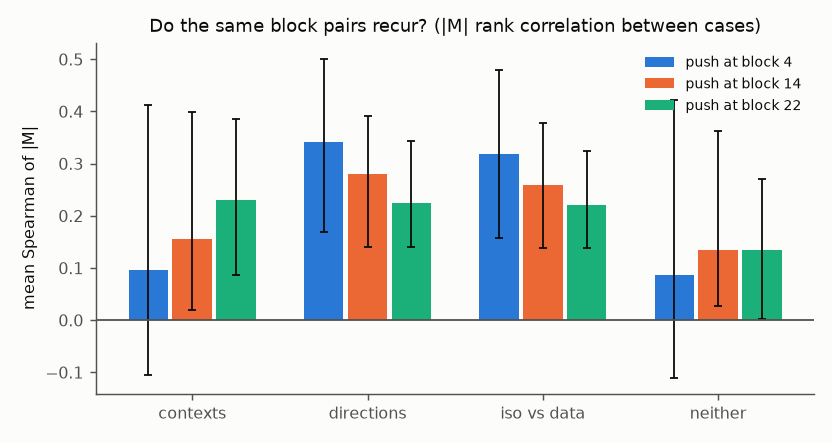 Do the same block pairs recur? (|M| rank correlation between cases)
push at block 4
push at block 14
push at block 22
mean Spearman of |M|
0.5
0.4
0.3
0.2
0.1
0.0
−0.1
contexts
directions
iso vs data
neither